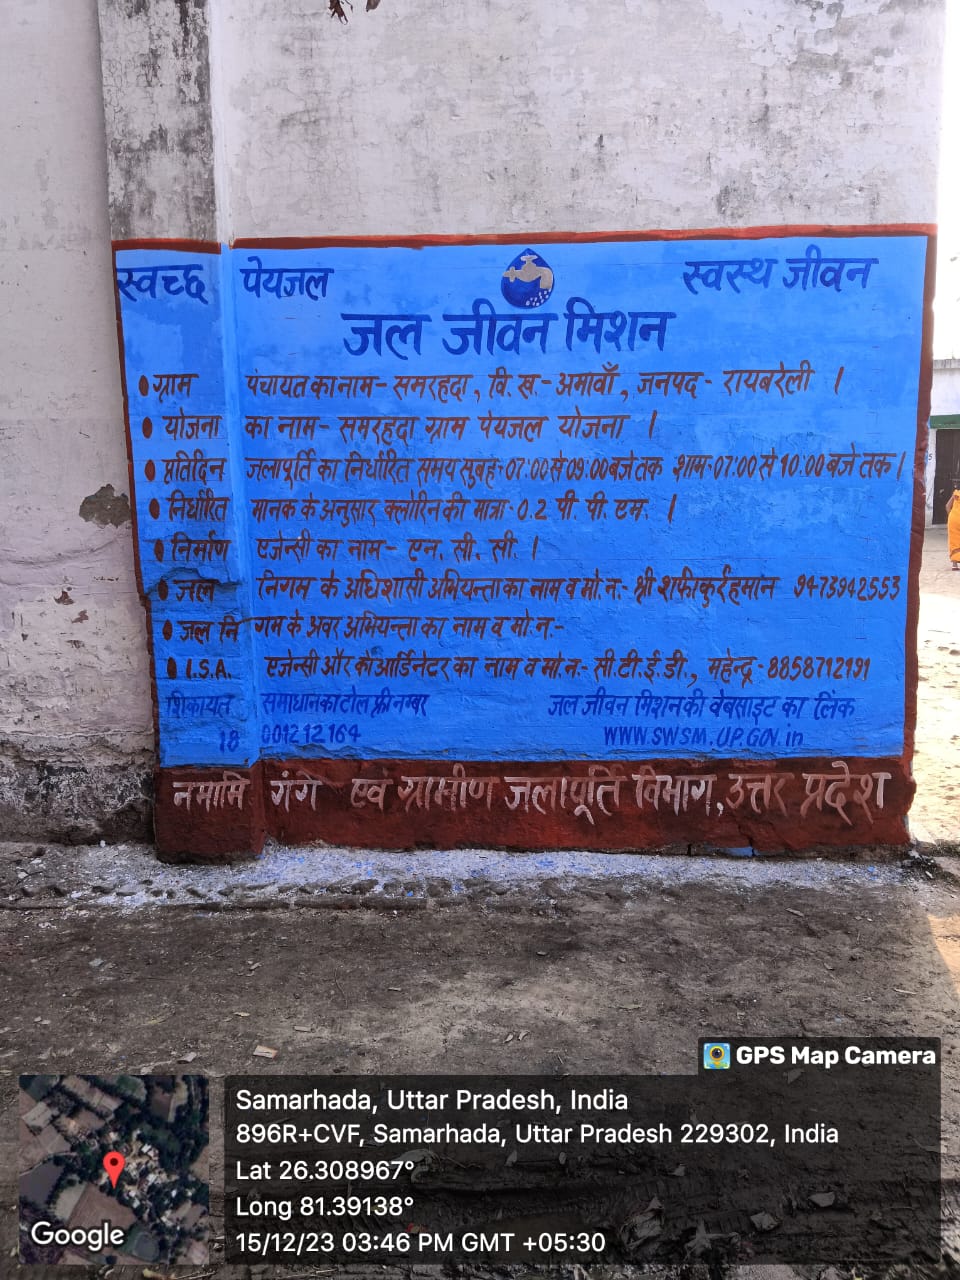 स्वच्छ पेयजल स्वस्थ जीवन
जल जीवन मिशन
• ग्राम पंचायत का नाम- समरहदा, वि. ख.- अमावाँ, जनपद - रायबरेली ।
• योजना का नाम- समरहदा ग्राम पेयजल योजना ।
• प्रतिदिन जलापूर्ति का निर्धारित समय सुबह-07:00 से 09:00 बजे तक शाम-07:00 से 10:00 बजे तक ।
• निर्धारित मानक के अनुसार क्लोरिन की मात्रा- 0.2 पी. पी. एम. ।
• निर्माण एजेन्सी का नाम- एन. सी. सी. ।
• जल निगम के अधिशासी अभियन्ता का नाम व मो.न.- श्री शफीकुर्रहमान 9473942553
• जल निगम के अवर अभियन्ता का नाम व मो.न.-
• I.S.A. एजेन्सी और कोआर्डिनेटर का नाम व मो.न.- सी.टी.ई.डी., महेन्द्र- 8858712191
शिकायत समाधान का टोल फ्री नम्बर जल जीवन मिशन की वेबसाइट का लिंक
18 001212164 WWW.SWSM.UP.GOV.in
नमामि गंगे एवं ग्रामीण जलापूर्ति विभाग, उत्तर प्रदेश
GPS Map Camera
Samarhada, Uttar Pradesh, India
896R+CVF, Samarhada, Uttar Pradesh 229302, India
Lat 26.308967°
Long 81.39138°
15/12/23 03:46 PM GMT +05:30
Google